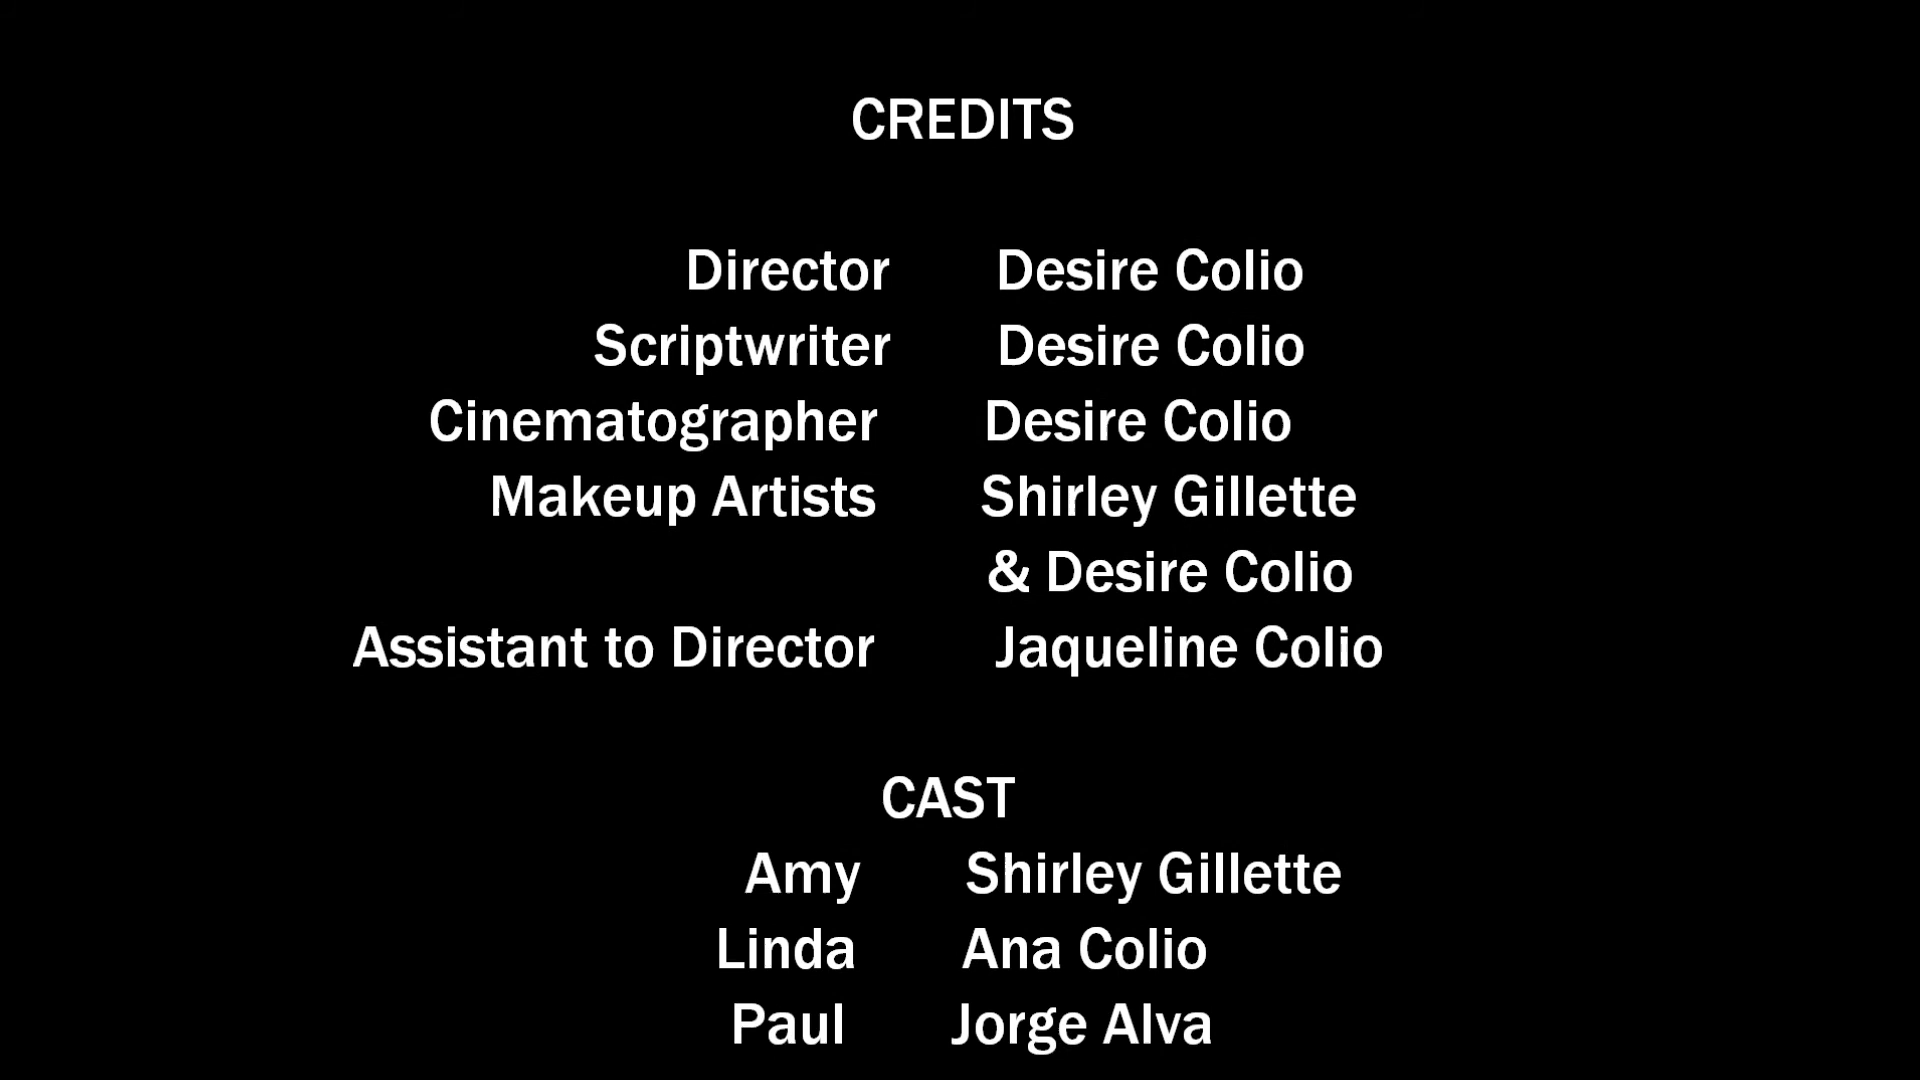 CREDITS
Director Desire Colio
Scriptwriter Desire Colio
Cinematographer Desire Colio
Makeup Artists Shirley Gillette
& Desire Colio
Assistant to Director Jaqueline Colio
CAST
Amy Shirley Gillette
Linda Ana Colio
Paul Jorge Alva